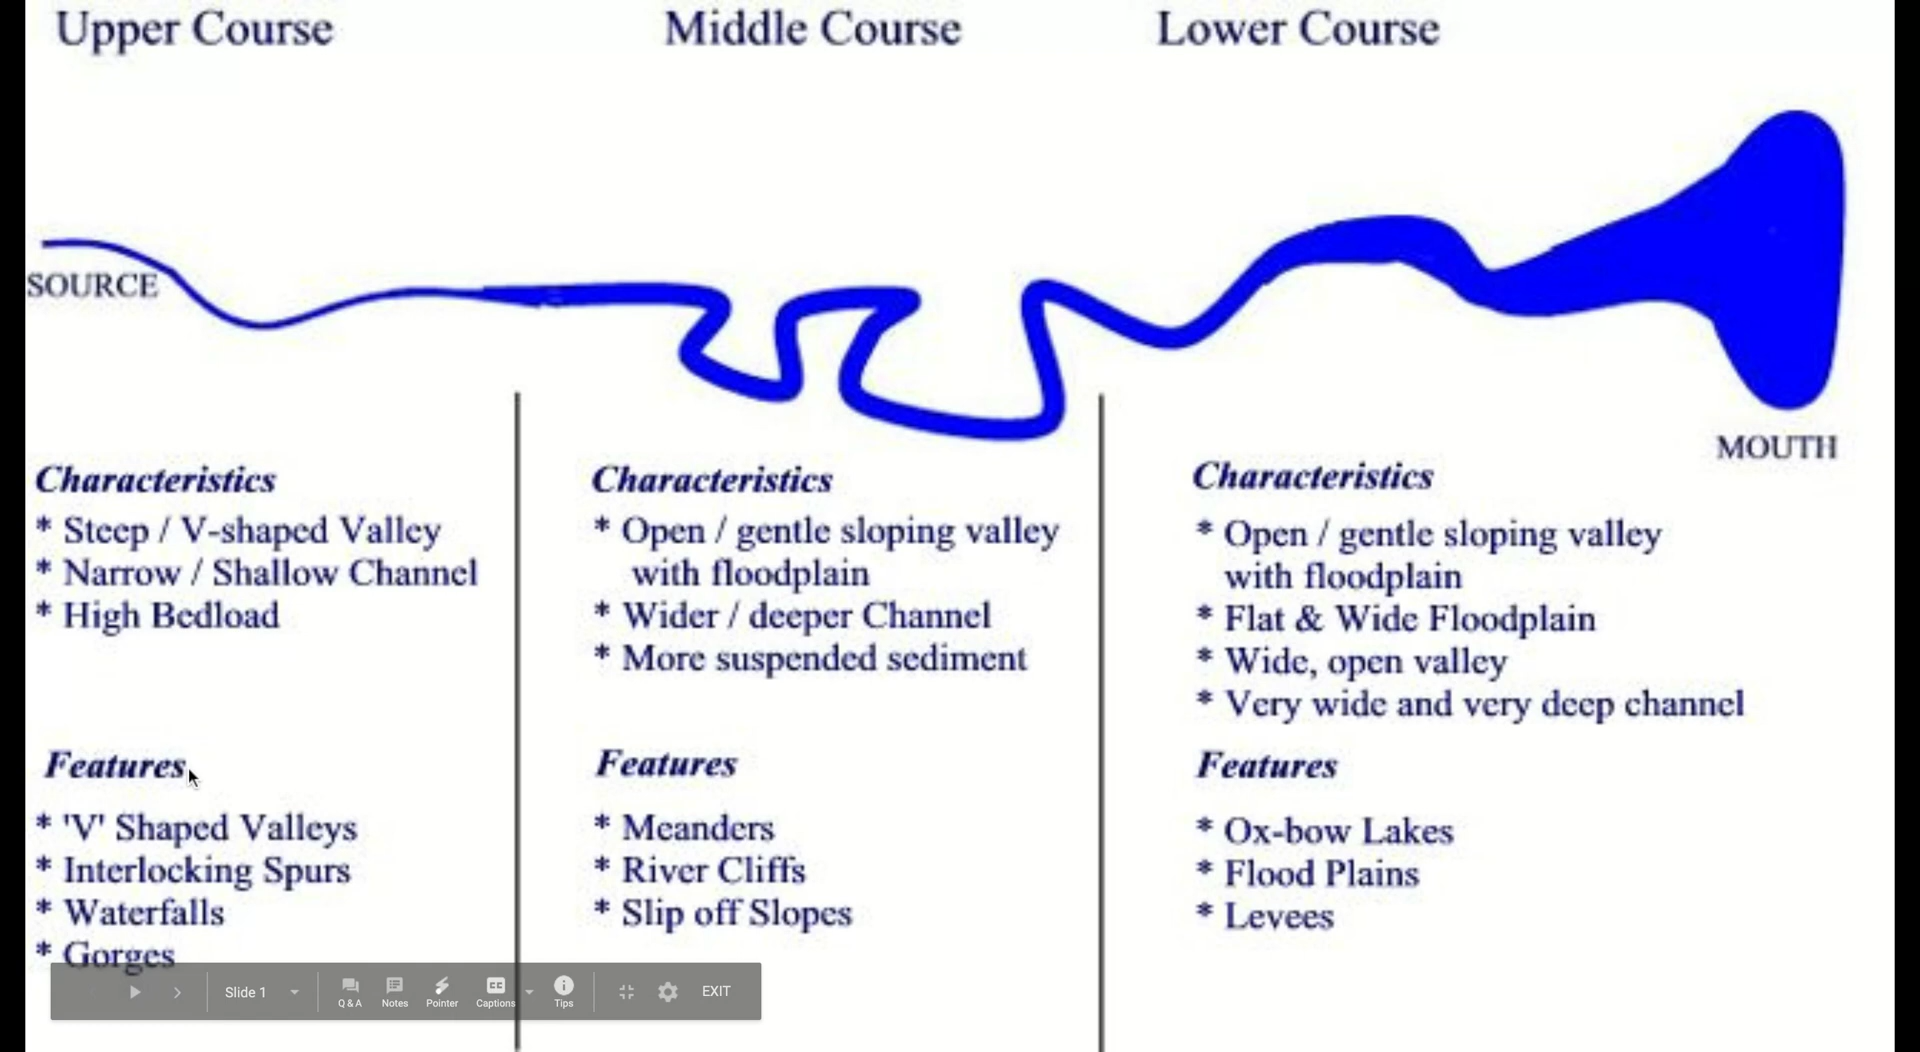 Upper Course
Middle Course
Lower Course
SOURCE
MOUTH
Characteristics
* Steep / V-shaped Valley
* Narrow / Shallow Channel
* High Bedload
Features
* 'V' Shaped Valleys
* Interlocking Spurs
* Waterfalls
* Gorges
Characteristics
* Open / gentle sloping valley
with floodplain
* Wider / deeper Channel
* More suspended sediment
Features
* Meanders
* River Cliffs
* Slip off Slopes
Characteristics
* Open / gentle sloping valley
with floodplain
* Flat & Wide Floodplain
* Wide, open valley
* Very wide and very deep channel
Features
* Ox-bow Lakes
* Flood Plains
* Levees
Slide 1
Q & A
Notes
Pointer
CC
Captions
Tips
EXIT